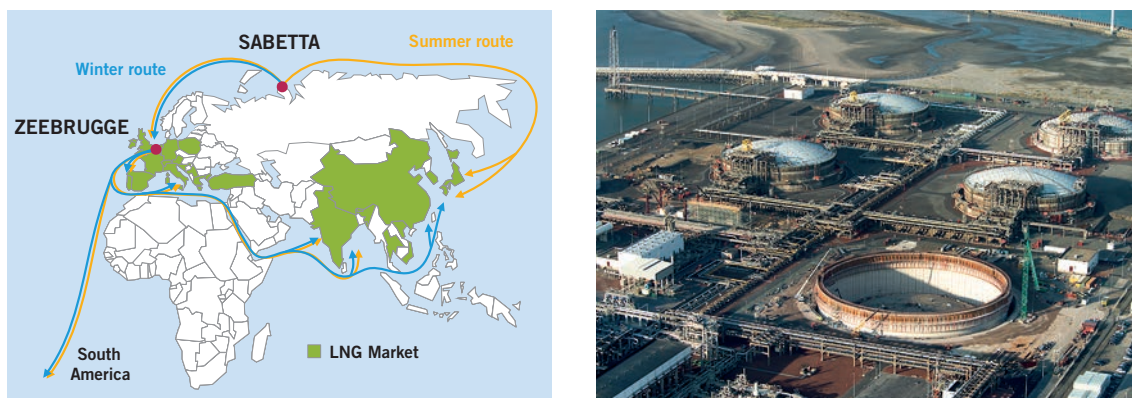 SABETTA
Summer route
Winter route
ZEEBRUGGE
South
America
LNG Market